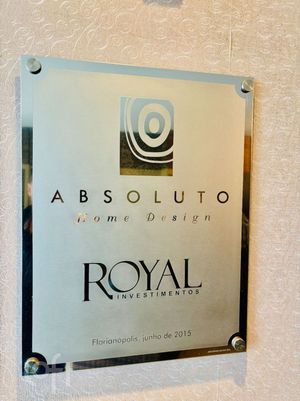 ABSOLUTO
Home Design
ROYAL
INVESTIMENTOS
Florianópolis, junho de 2015